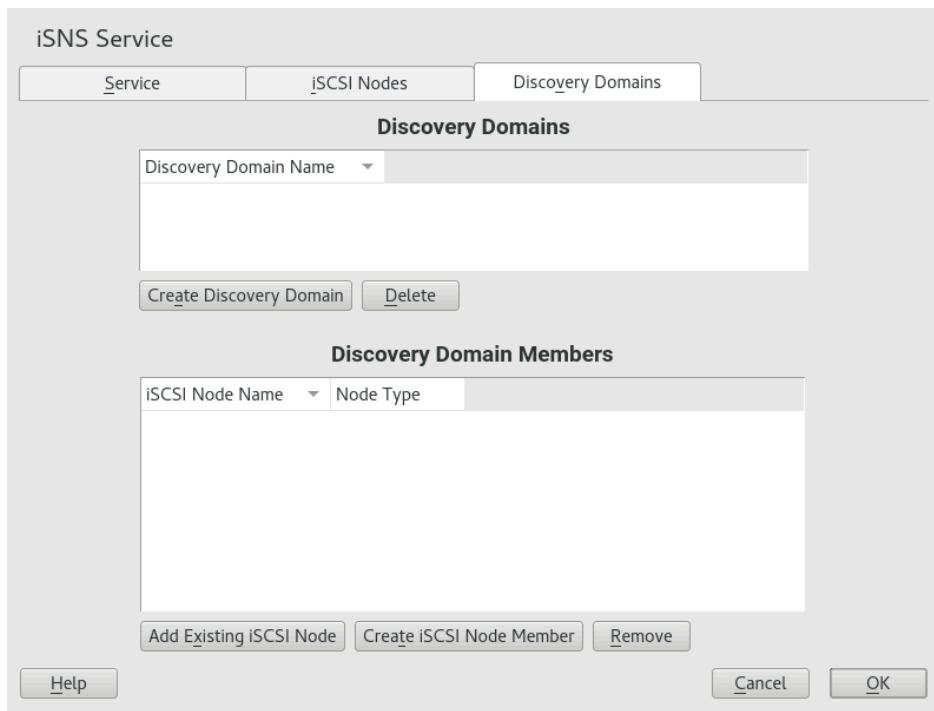 iSNS Service
Service iSCSI Nodes Discovery Domains
Discovery Domains
Discovery Domain Name
Create Discovery Domain Delete
Discovery Domain Members
iSCSI Node Name Node Type
Add Existing iSCSI Node Create iSCSI Node Member Remove
Help Cancel OK